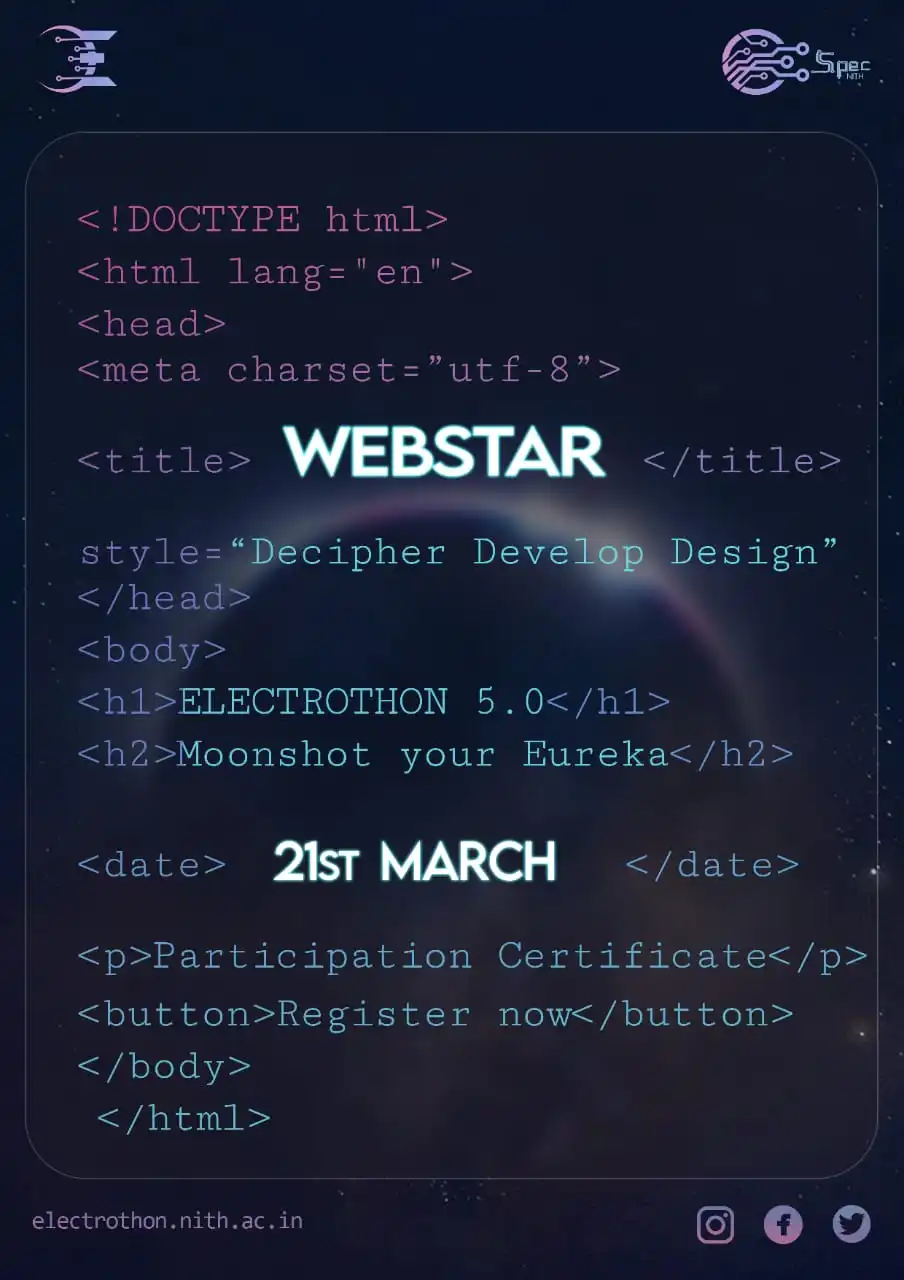 Spec
NITH
<!DOCTYPE html>
<html lang="en">
<head>
<meta charset=”utf-8”>
<title> WEBSTAR </title>
style=“Decipher Develop Design”
</head>
<body>
<h1>ELECTROTHON 5.0</h1>
<h2>Moonshot your Eureka</h2>
<date> 21ST MARCH </date>
<p>Participation Certificate</p>
<button>Register now</button>
</body>
</html>
electrothon.nith.ac.in